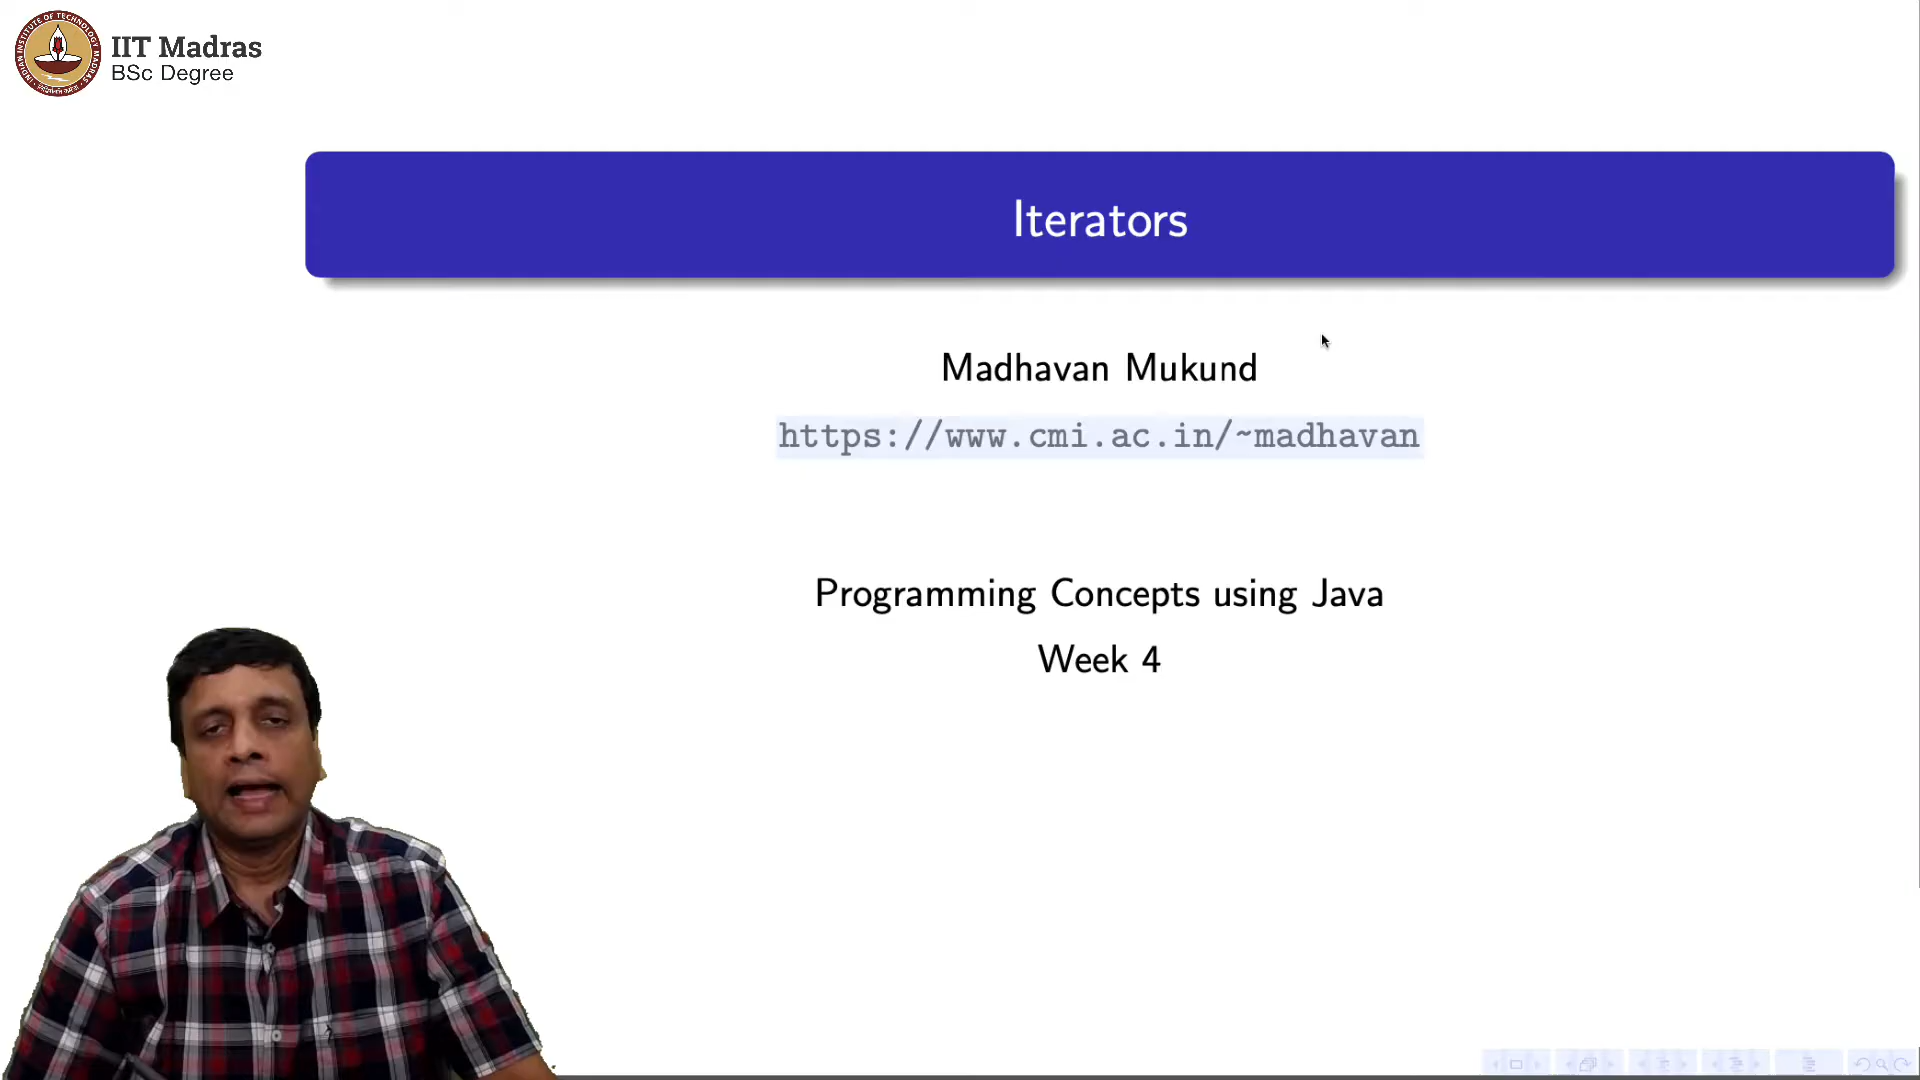 IIT Madras
BSc Degree
Iterators
Madhavan Mukund
https://www.cmi.ac.in/~madhavan
Programming Concepts using Java
Week 4